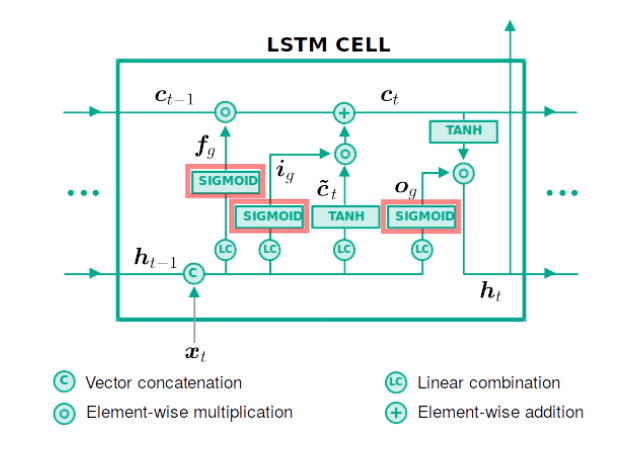 LSTM CELL
c_{t-1}
c_t
TANH
f_g
i_g
SIGMOID
c̃_t
o_g
SIGMOID
TANH
SIGMOID
LC
LC
LC
LC
h_{t-1}
C
h_t
x_t
C Vector concatenation
LC Linear combination
Element-wise multiplication
+ Element-wise addition